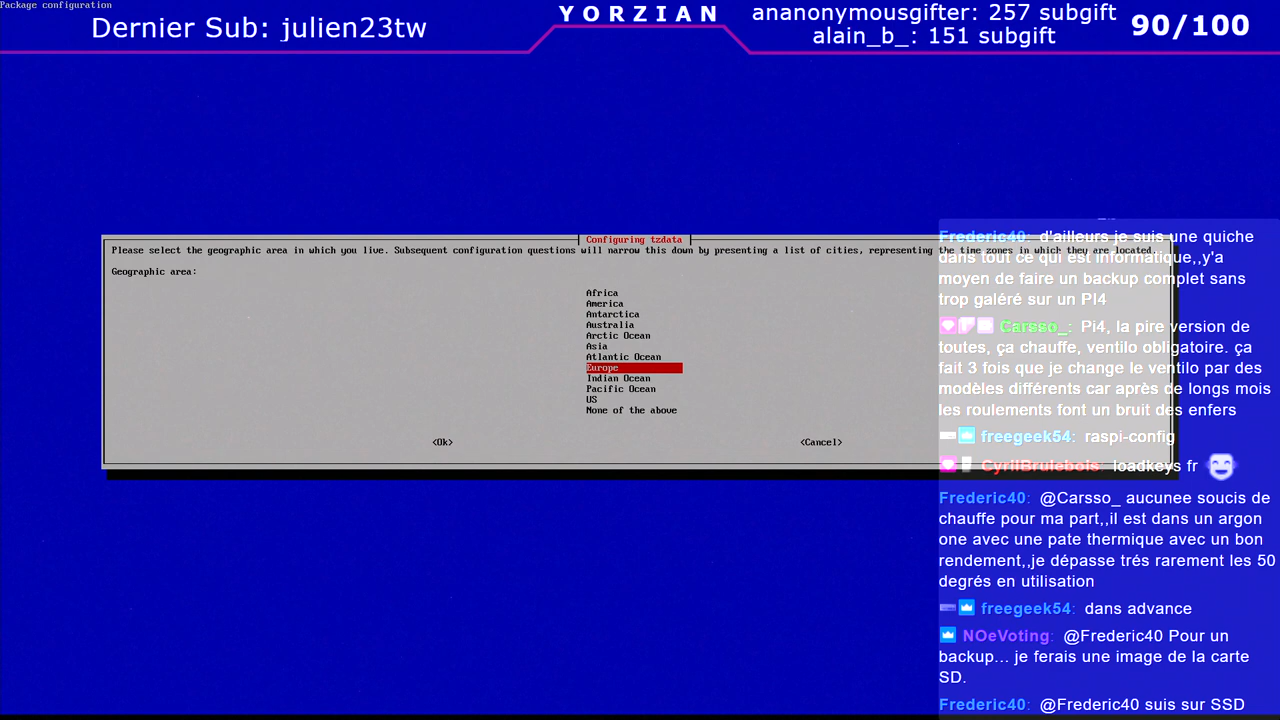 Package configuration
Dernier Sub: julien23tw
YORZIAN
ananonymousgifter: 257 subgift
alain_b_: 151 subgift
90/100
Configuring tzdata
Please select the geographic area in which you live. Subsequent configuration questions will narrow this down by presenting a list of cities, representing the time zones in which they are located.
Geographic area:
Africa
America
Antarctica
Australia
Arctic Ocean
Asia
Atlantic Ocean
Europe
Indian Ocean
Pacific Ocean
US
None of the above
<Ok>
<Cancel>
Frederic40: d'ailleurs je suis une quiche
dans tout ce qui est informatique,,y'a
moyen de faire un backup complet sans
trop galéré sur un PI4
Carsso_: Pi4, la pire version de
toutes, ça chauffe, ventilo obligatoire. ça
fait 3 fois que je change le ventilo par des
modèles différents car après de longs mois
les roulements font un bruit des enfers
freegeek54: raspi-config
CyrilBrulebois: loadkeys fr
Frederic40: @Carsso_ aucunee soucis de
chauffe pour ma part,,il est dans un argon
one avec une pate thermique avec un bon
rendement,,je dépasse trés rarement les 50
degrés en utilisation
freegeek54: dans advance
NOeVoting: @Frederic40 Pour un
backup... je ferais une image de la carte
SD.
Frederic40: @Frederic40 suis sur SSD